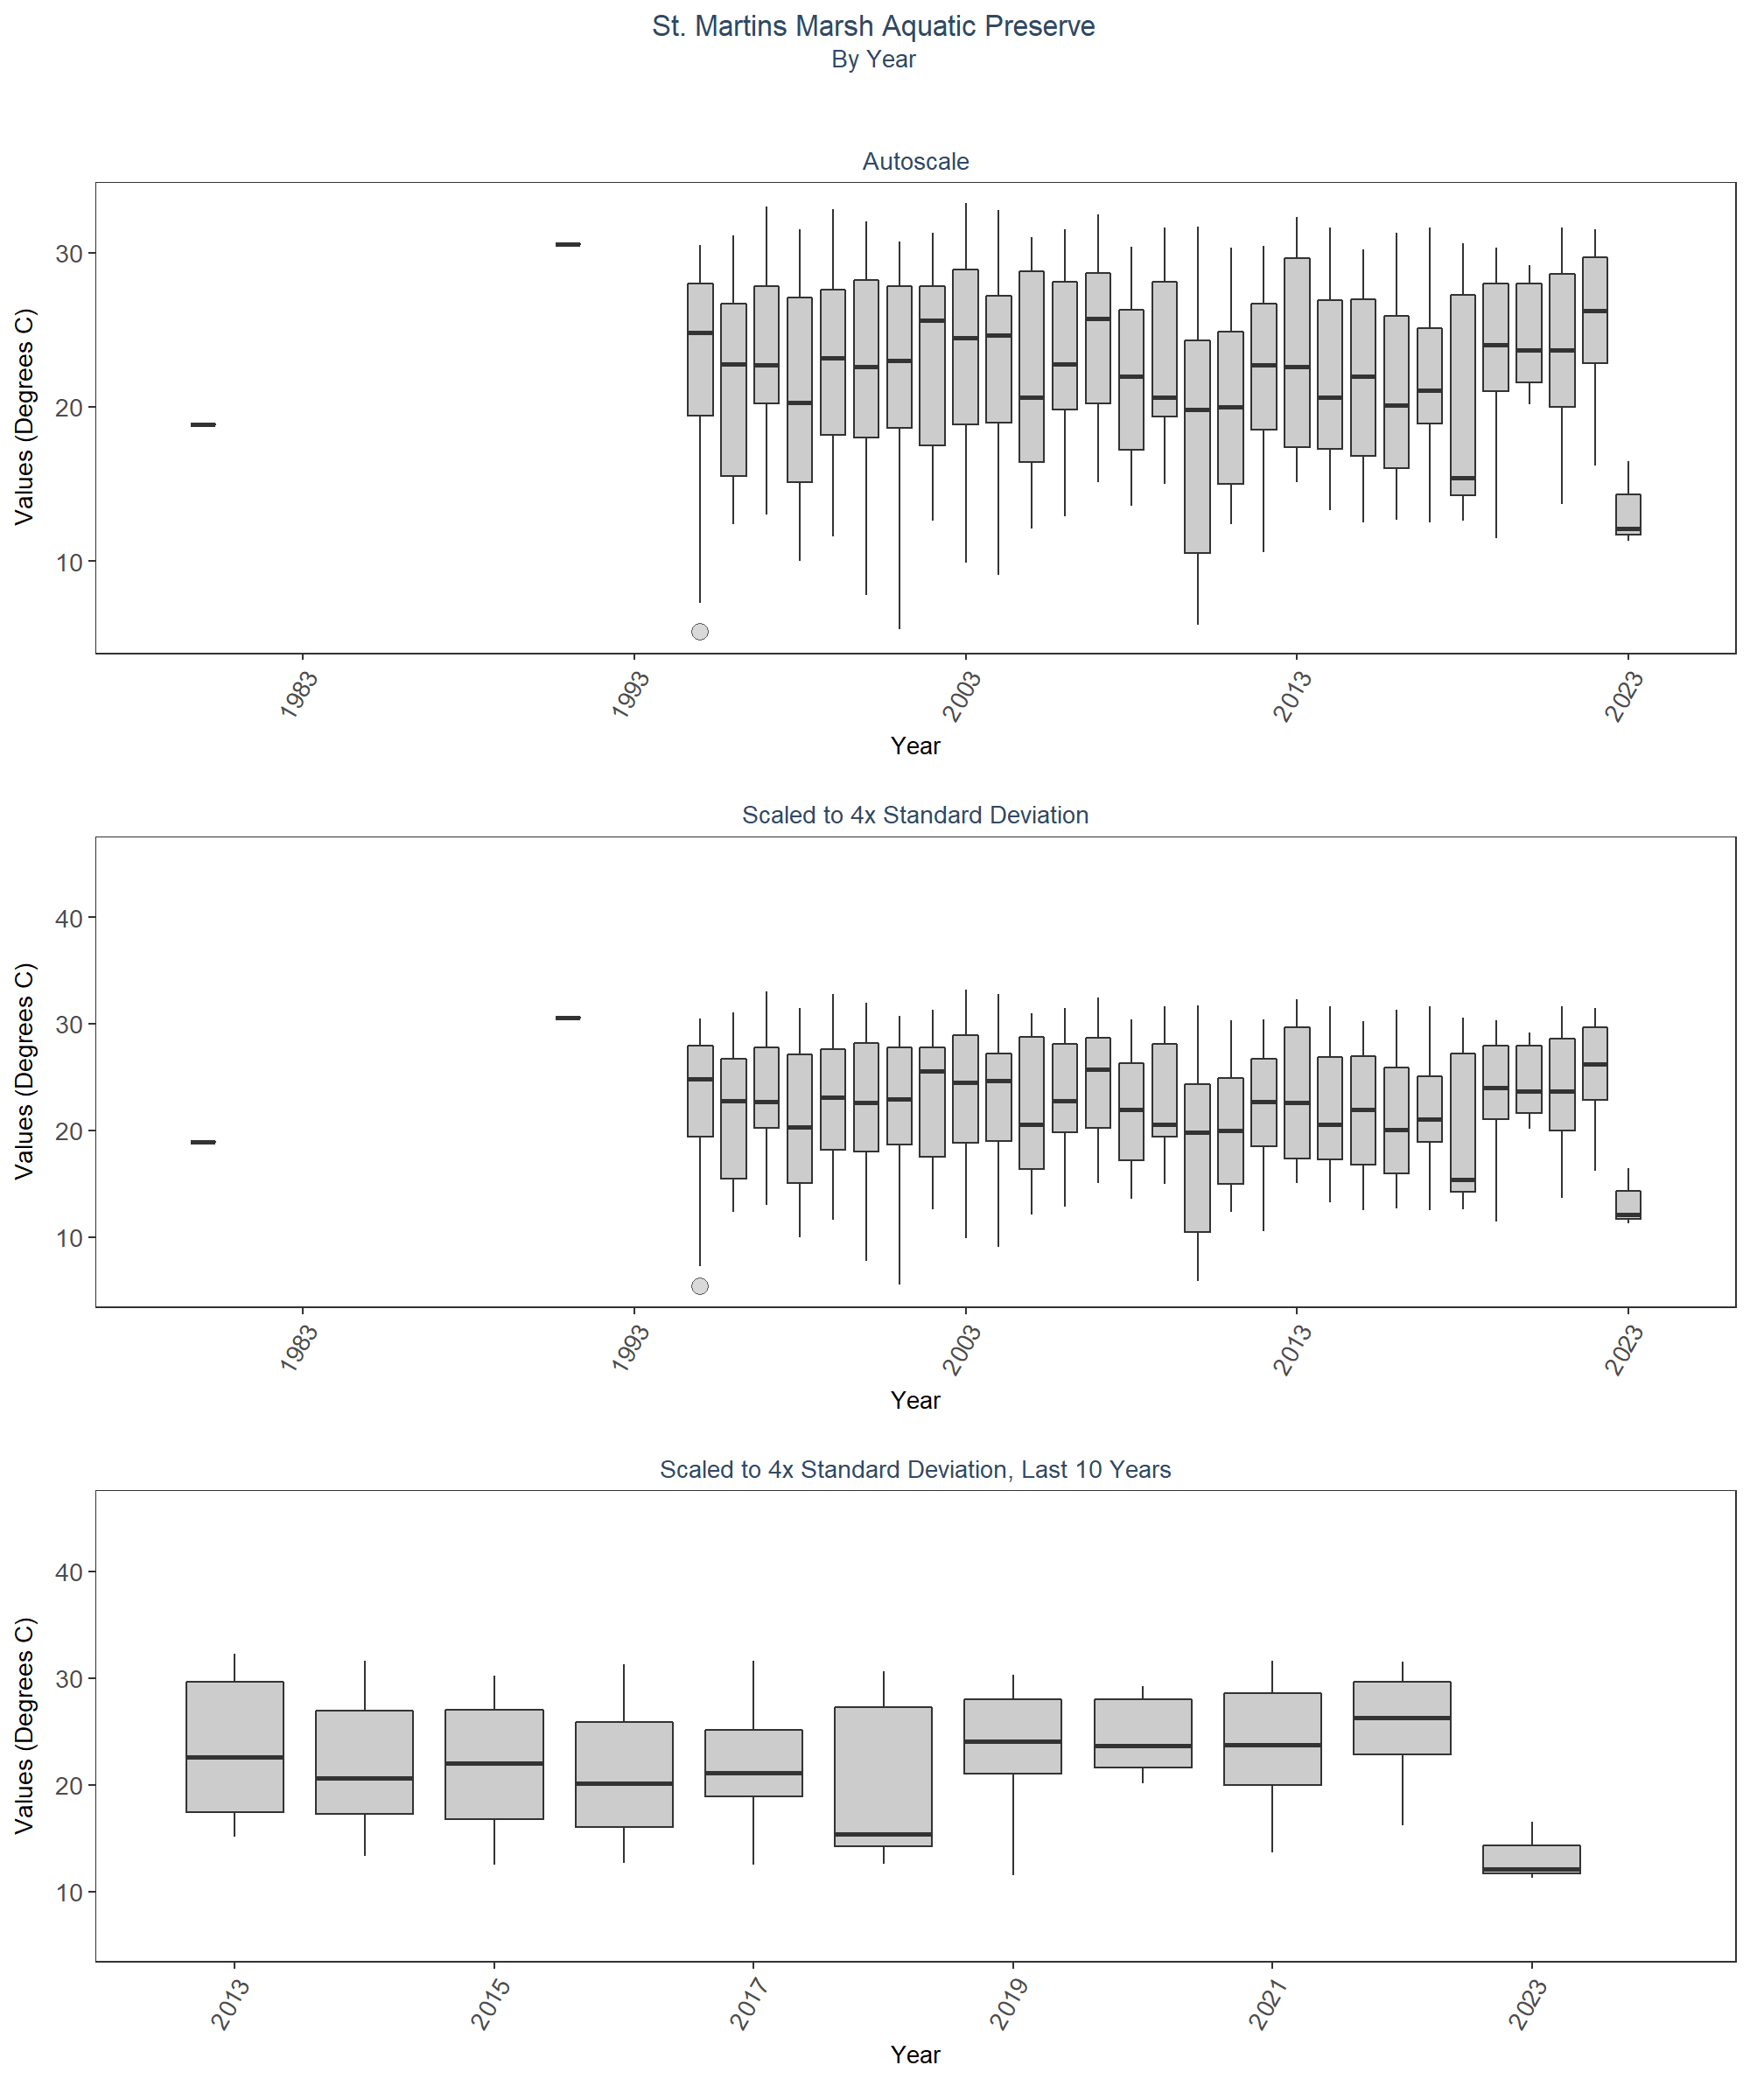 St. Martins Marsh Aquatic Preserve
By Year
Autoscale
Values (Degrees C)
30
20
10
1983
1993
2003
2013
2023
Year
Scaled to 4x Standard Deviation
Values (Degrees C)
40
30
20
10
1983
1993
2003
2013
2023
Year
Scaled to 4x Standard Deviation, Last 10 Years
Values (Degrees C)
40
30
20
10
2013
2015
2017
2019
2021
2023
Year